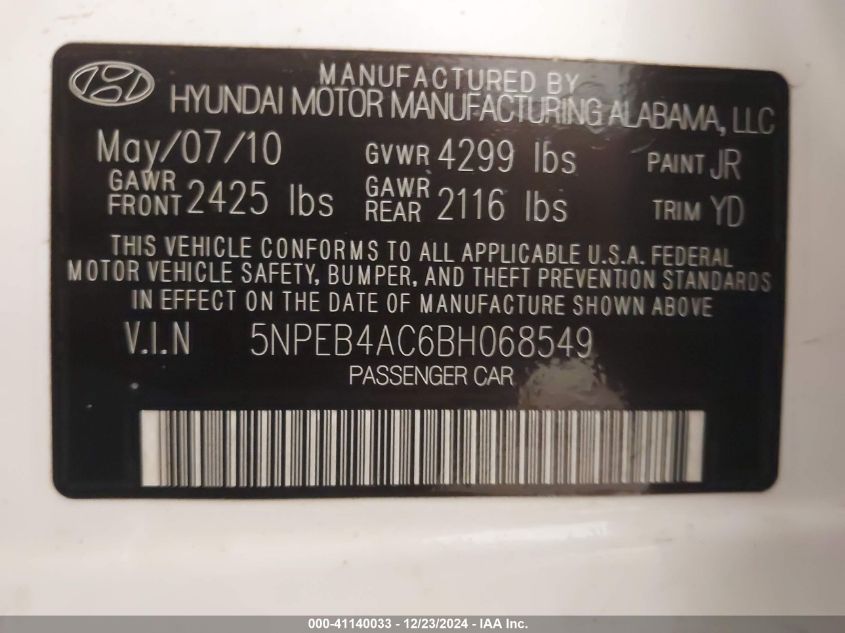 MANUFACTURED BY
HYUNDAI MOTOR MANUFACTURING ALABAMA, LLC
May/07/10 GVWR 4299 lbs PAINT JR
GAWR FRONT 2425 lbs GAWR REAR 2116 lbs TRIM YD
THIS VEHICLE CONFORMS TO ALL APPLICABLE U.S.A. FEDERAL
MOTOR VEHICLE SAFETY, BUMPER, AND THEFT PREVENTION STANDARDS
IN EFFECT ON THE DATE OF MANUFACTURE SHOWN ABOVE
V.I.N 5NPEB4AC6BH068549
PASSENGER CAR
000-41140033 - 12/23/2024 - IAA Inc.